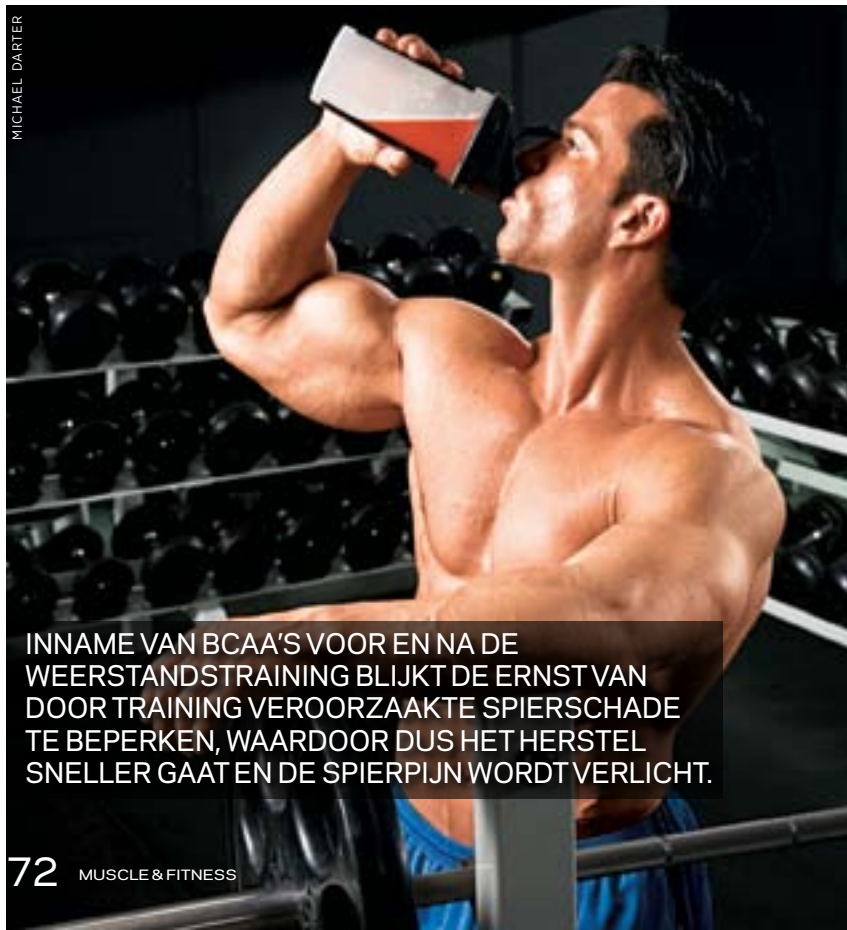 MICHAEL DARTER
INNAME VAN BCAA'S VOOR EN NA DE
WEERSTANDSTRAINING BLIJKT DE ERNST VAN
DOOR TRAINING VEROORZAAKTE SPIERSCHADE
TE BEPERKEN, WAARDOOR DUS HET HERSTEL
SNELLER GAAT EN DE SPIERPIJN WORDT VERLICHT.
72 MUSCLE & FITNESS